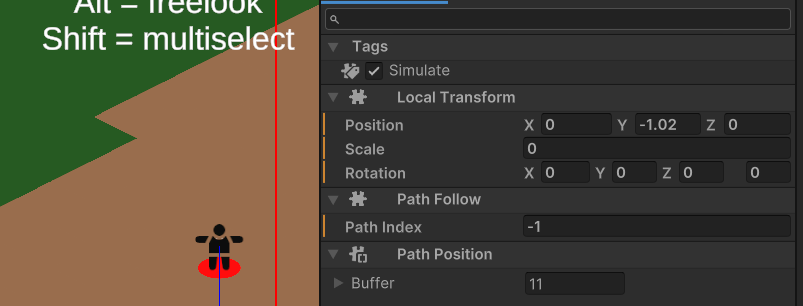 Alt = freelook
Shift = multiselect
Tags
Simulate
Local Transform
Position X 0 Y -1.02 Z 0
Scale 0
Rotation X 0 Y 0 Z 0 0
Path Follow
Path Index -1
Path Position
Buffer 11